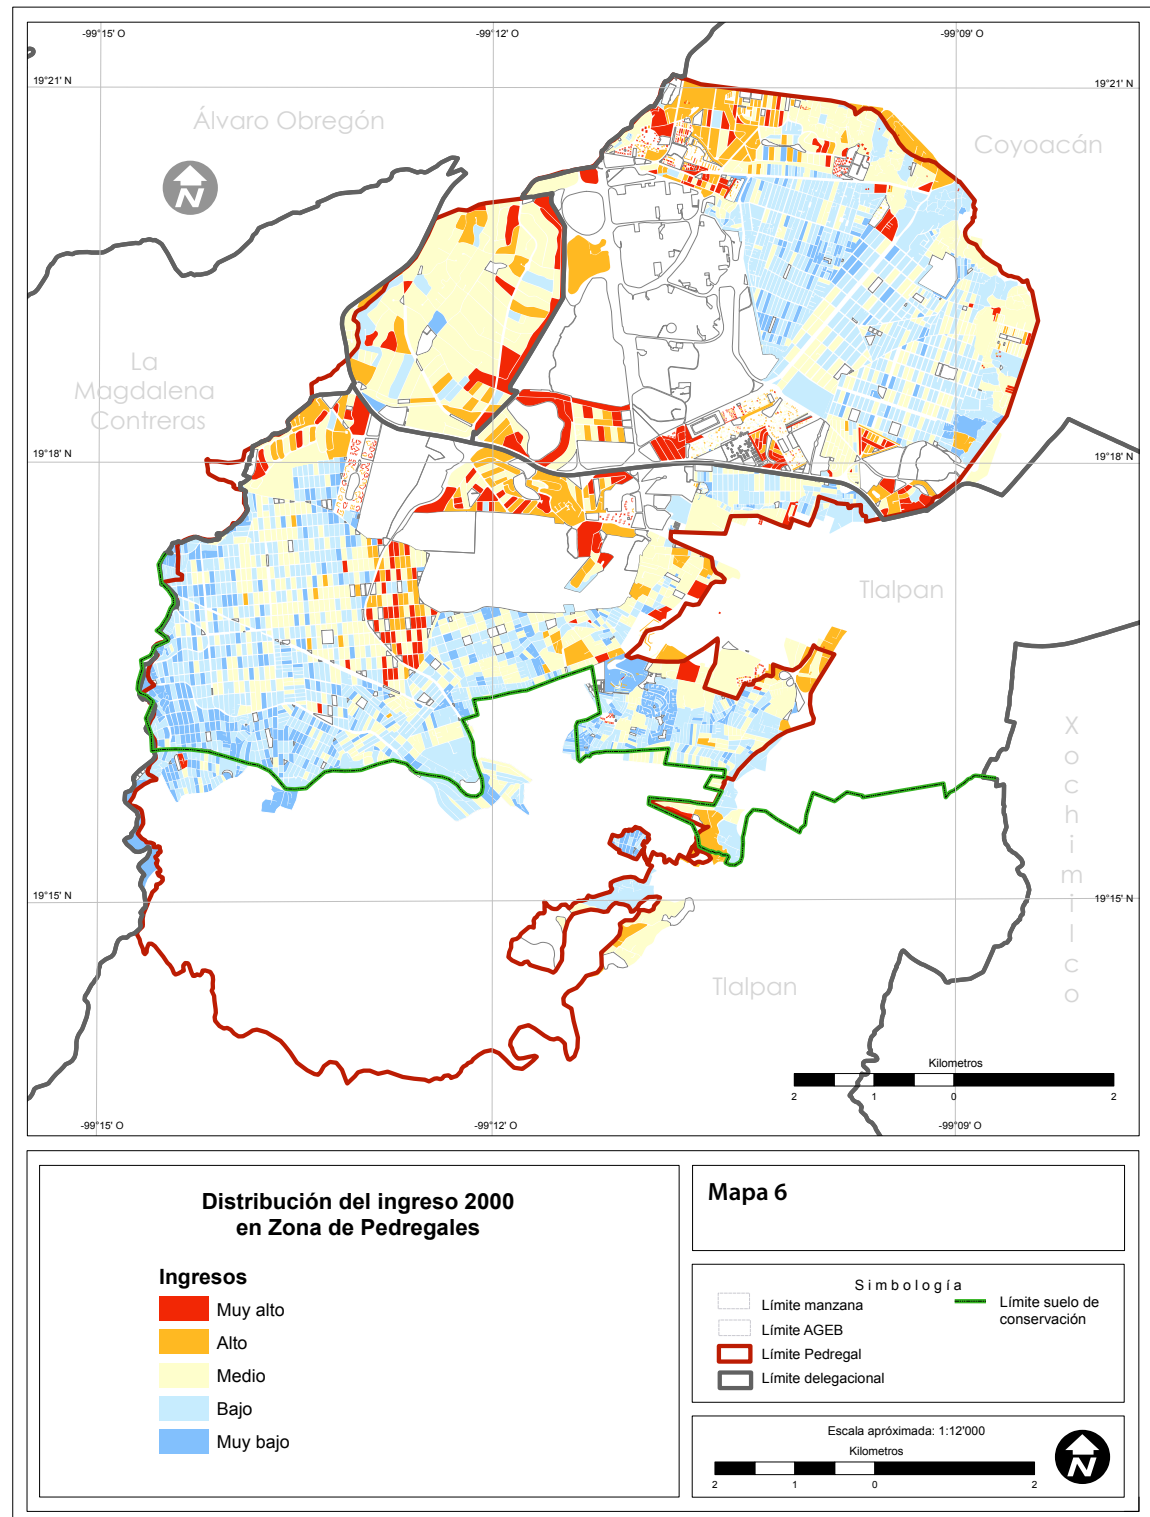 -99°15' O
-99°12' O
-99°09' O
19°21' N
19°21' N
Álvaro Obregón
Coyoacán
N
La
Magdalena
Contreras
19°18' N
19°18' N
Tlalpan
Xochimilco
19°15' N
19°15' N
Tlalpan
Kilometros
2 1 0 2
-99°15' O
-99°12' O
-99°09' O
Distribución del ingreso 2000
en Zona de Pedregales
Ingresos
Muy alto
Alto
Medio
Bajo
Muy bajo
Mapa 6
Simbología
Límite manzana
Límite AGEB
Límite Pedregal
Límite delegacional
Límite suelo de
conservación
Escala apróximada: 1:12'000
Kilometros
2 1 0 2
N